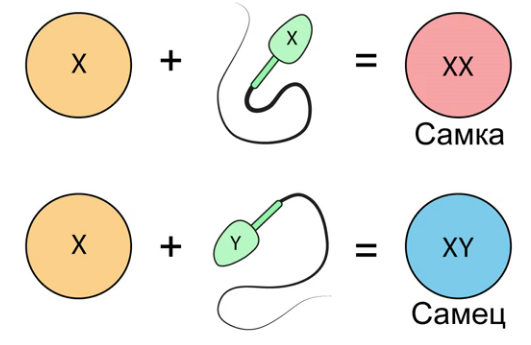 X + X = XX
Самка
X + Y = XY
Самец